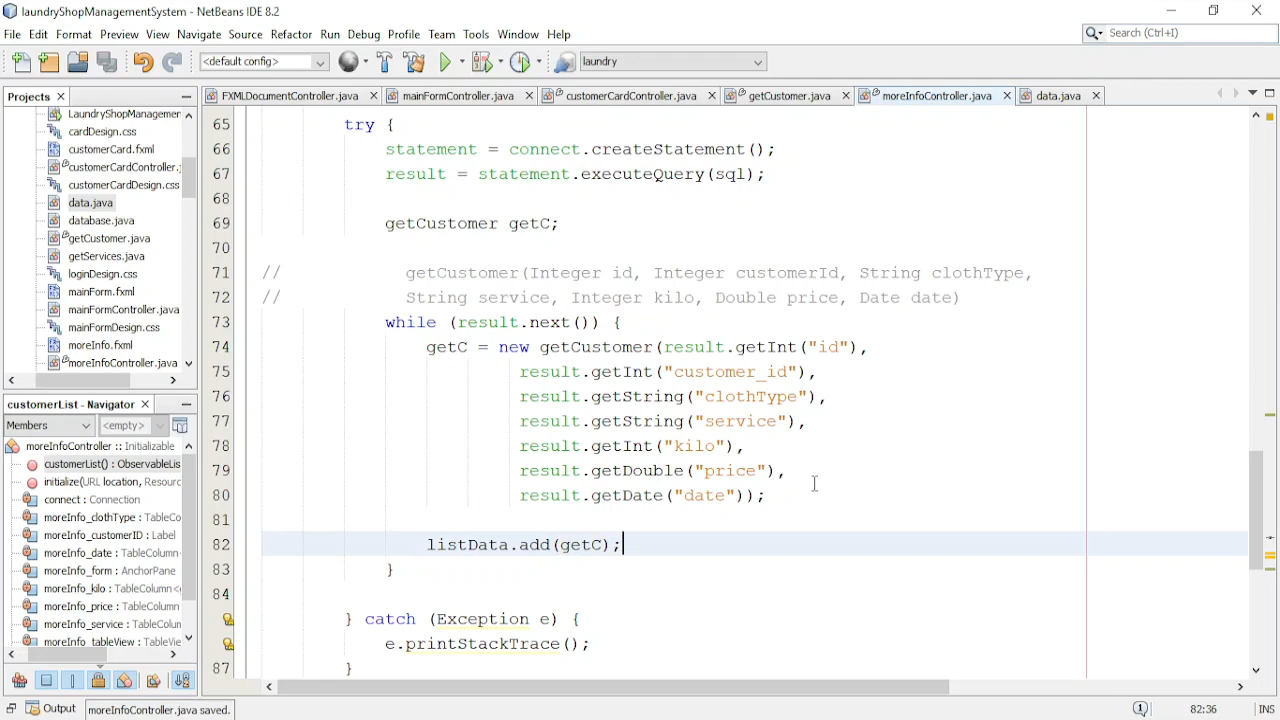 laundryShopManagementSystem - NetBeans IDE 8.2
File Edit Format Preview View Navigate Source Refactor Run Debug Profile Team Tools Window Help
Search (Ctrl+I)
<default config>
laundry
Projects
FXMLDocumentController.java
mainFormController.java
customerCardController.java
getCustomer.java
moreInfoController.java
data.java
LaundryShopManagemen
cardDesign.css
customerCard.fxml
customerCardController.j
customerCardDesign.css
data.java
database.java
getCustomer.java
getServices.java
loginDesign.css
mainForm.fxml
mainFormController.java
mainFormDesign.css
moreInfo.fxml
moreInfoController.java
customerList - Navigator
Members
<empty>
moreInfoController :: Initializable
customerList() : ObservableLis
initialize(URL location, Resourc
connect : Connection
moreInfo_clothType : TableCo
moreInfo_customerID : Label
moreInfo_date : TableColumn
moreInfo_form : AnchorPane
moreInfo_kilo : TableColumn<
moreInfo_price : TableColumn
moreInfo_service : TableColum
moreInfo_tableView : TableVie
65 try {
66 statement = connect.createStatement();
67 result = statement.executeQuery(sql);
68
69 getCustomer getC;
70
71 // getCustomer(Integer id, Integer customerId, String clothType,
72 // String service, Integer kilo, Double price, Date date)
73 while (result.next()) {
74 getC = new getCustomer(result.getInt("id"),
75 result.getInt("customer_id"),
76 result.getString("clothType"),
77 result.getString("service"),
78 result.getInt("kilo"),
79 result.getDouble("price"),
80 result.getDate("date"));
81
82 listData.add(getC);
83 }
84
85 } catch (Exception e) {
86 e.printStackTrace();
87 }
Output
moreInfoController.java saved.
1
82:36
INS